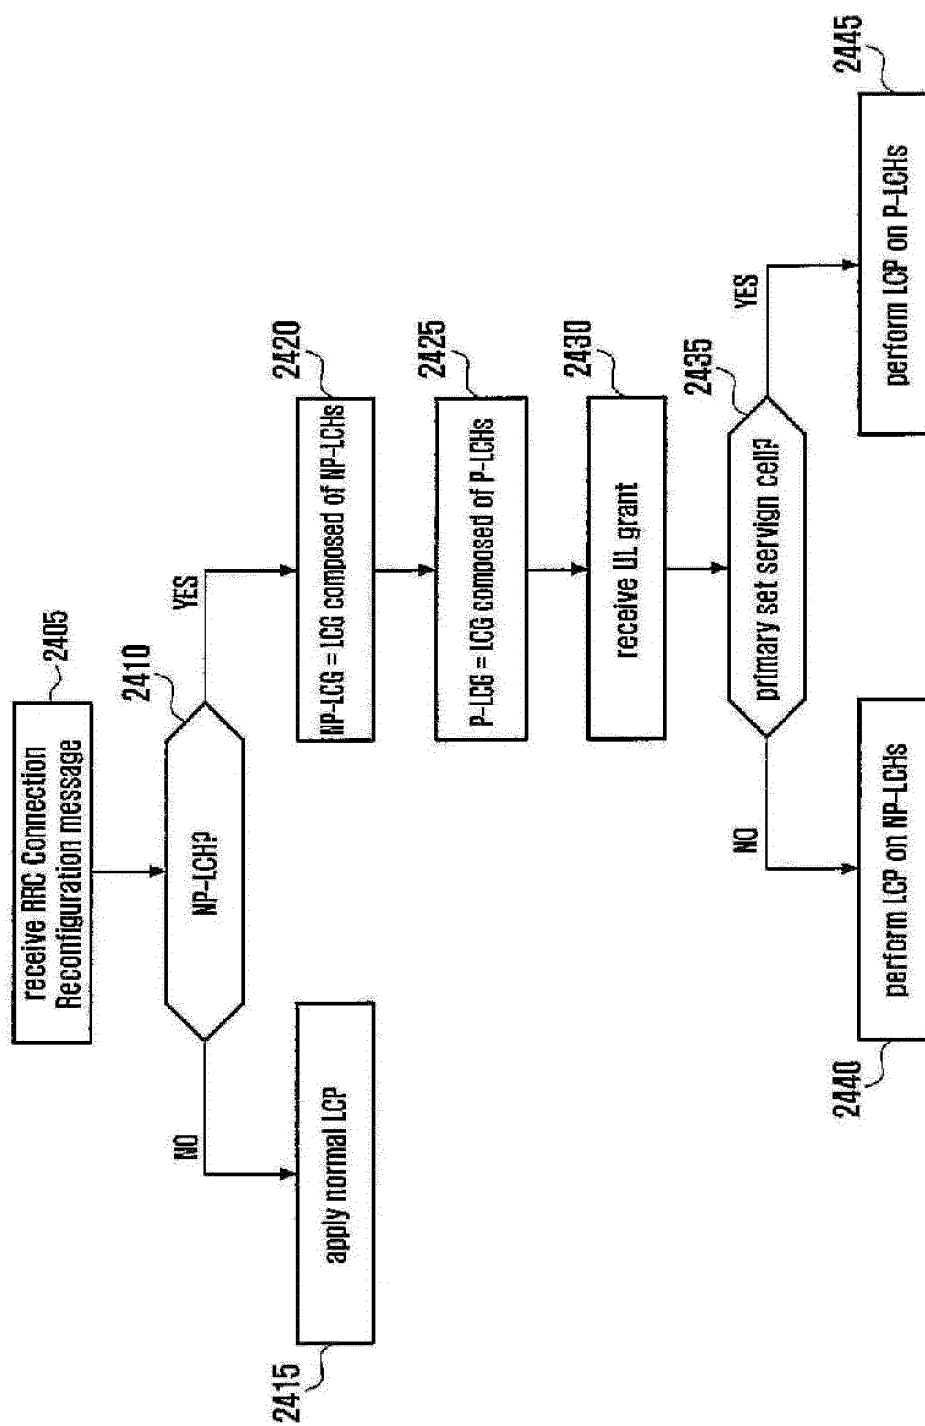 receive RRC Connection
Reconfiguration message
2405
NP-LCH?
2410
NO
YES
apply normal LCP
2415
NP-LCG = LCG composed of NP-LCHs
2420
P-LCG = LCG composed of P-LCHs
2425
receive UL grant
2430
primary set servign cell?
2435
NO
YES
perform LCP on NP-LCHs
2440
perform LCP on P-LCHs
2445